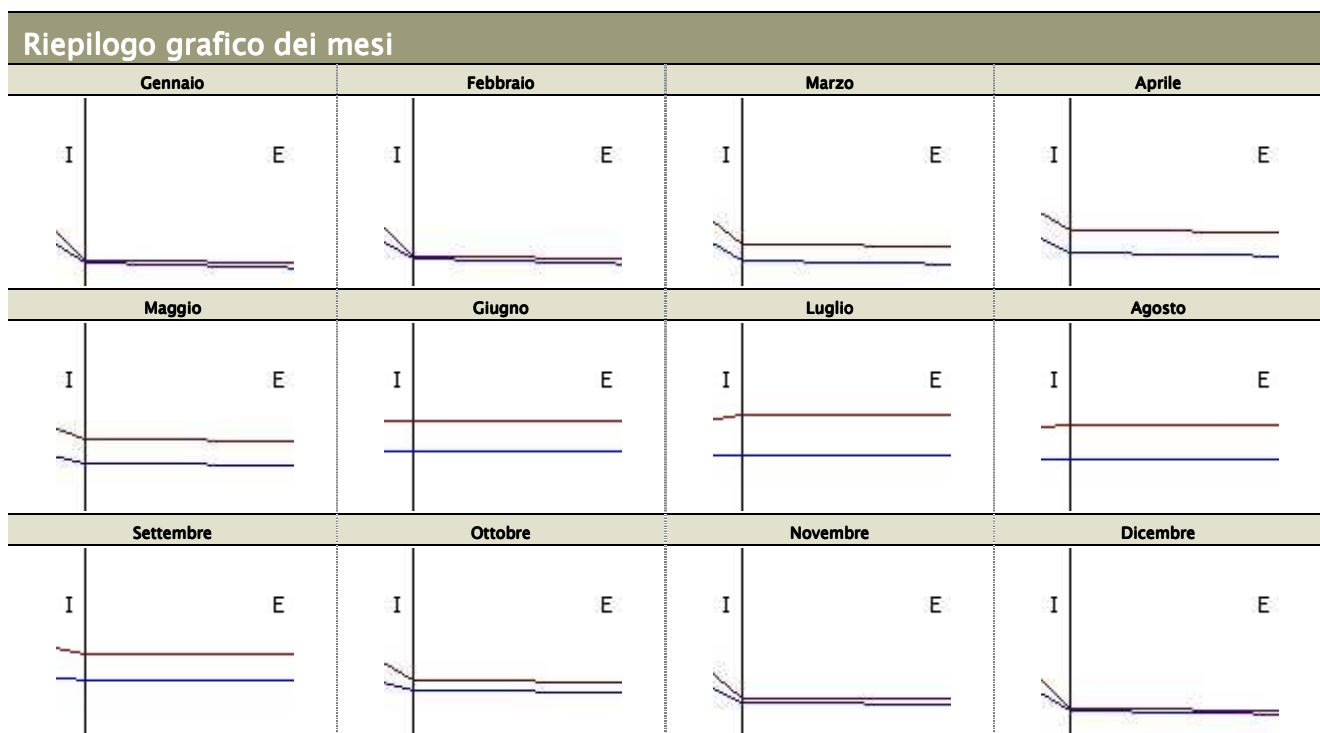 Riepilogo grafico dei mesi
Gennaio Febbraio Marzo Aprile
I E I E I E I E
Maggio Giugno Luglio Agosto
I E I E I E I E
Settembre Ottobre Novembre Dicembre
I E I E I E I E